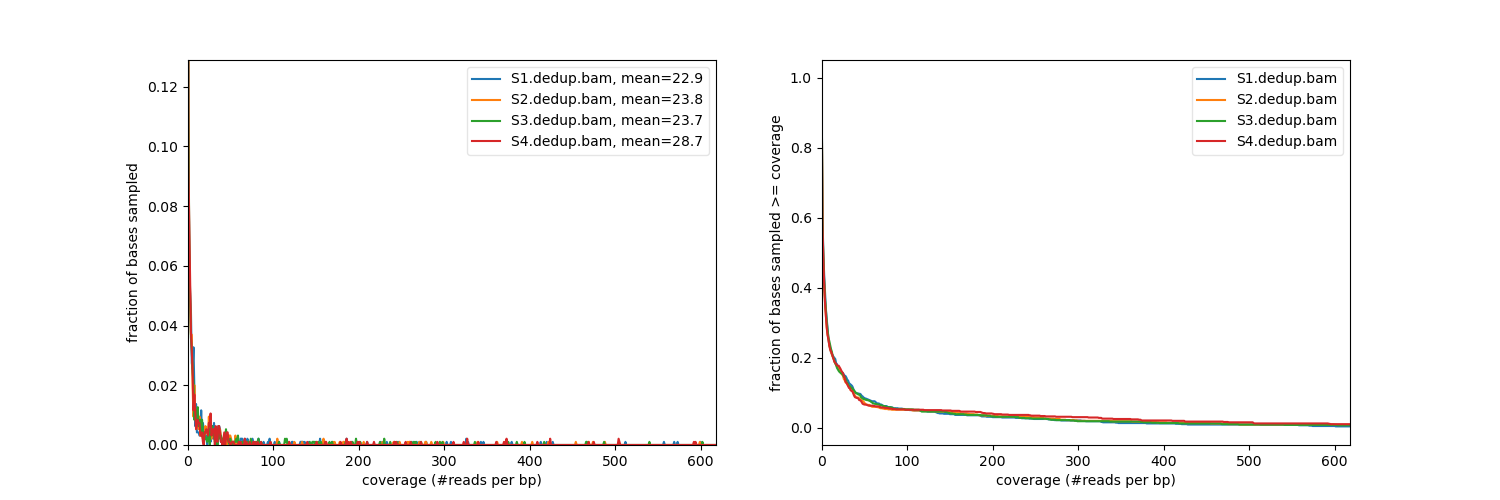 0.12
0.10
0.08
0.06
0.04
0.02
0.00
fraction of bases sampled
0 100 200 300 400 500 600
coverage (#reads per bp)
S1.dedup.bam, mean=22.9
S2.dedup.bam, mean=23.8
S3.dedup.bam, mean=23.7
S4.dedup.bam, mean=28.7
1.0
0.8
0.6
0.4
0.2
0.0
fraction of bases sampled >= coverage
0 100 200 300 400 500 600
coverage (#reads per bp)
S1.dedup.bam
S2.dedup.bam
S3.dedup.bam
S4.dedup.bam